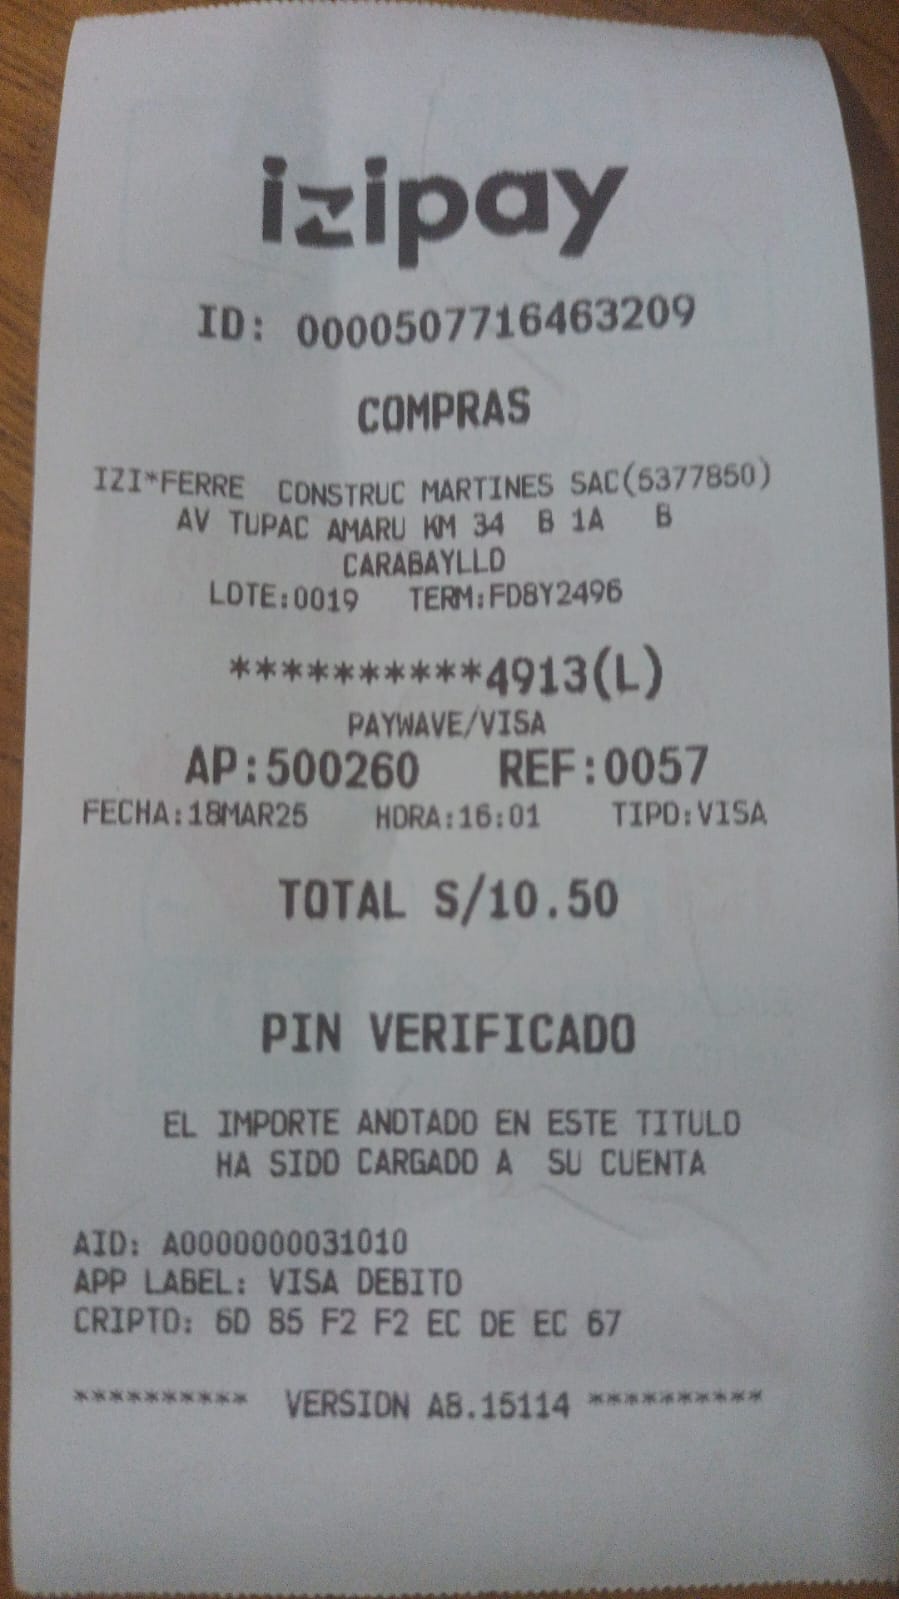 izipay
ID: 0000507716463209
COMPRAS
IZI*FERRE CONSTRUC MARTINES SAC(5377850)
AV TUPAC AMARU KM 34 B 1A B
CARABAYLLO
LOTE:0019 TERM:FD8Y2496
**********4913(L)
PAYWAVE/VISA
AP:500260 REF:0057
FECHA:18MAR25 HORA:16:01 TIPO:VISA
TOTAL S/10.50
PIN VERIFICADO
EL IMPORTE ANOTADO EN ESTE TITULO
HA SIDO CARGADO A SU CUENTA
AID: A0000000031010
APP LABEL: VISA DEBITO
CRIPTO: 6D 85 F2 F2 EC DE EC 67
********** VERSION A8.15114 **********